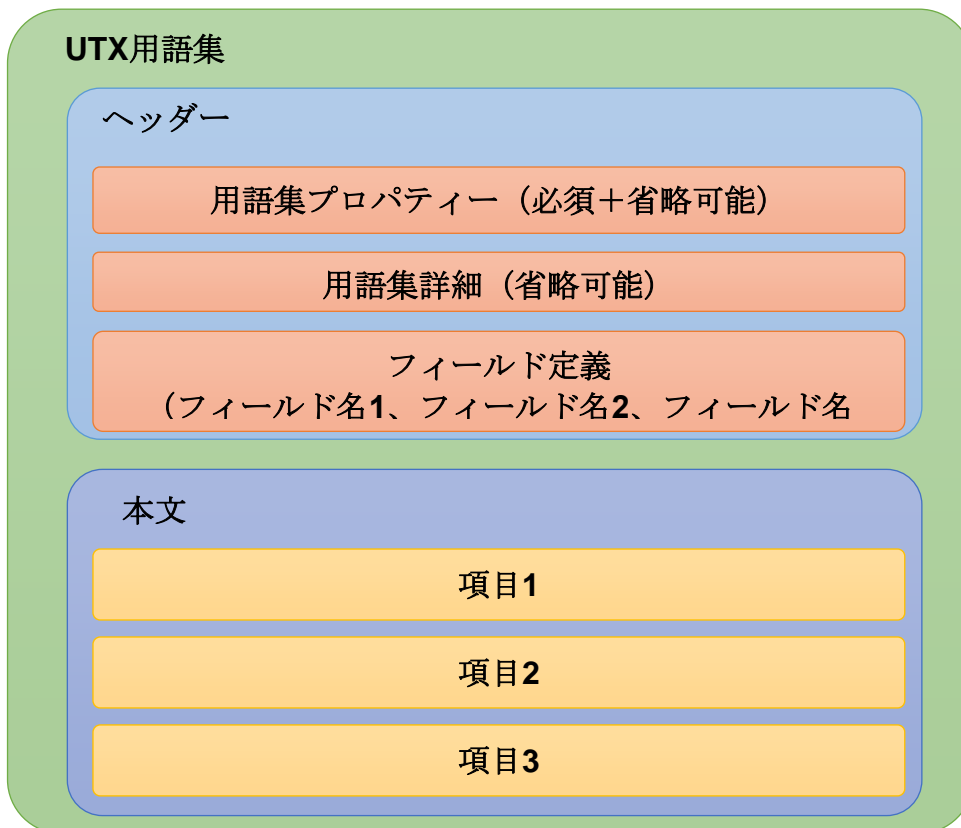 UTX用語集
ヘッダー
用語集プロパティー（必須＋省略可能）
用語集詳細（省略可能）
フィールド定義
（フィールド名1、フィールド名2、フィールド名
本文
項目1
項目2
項目3